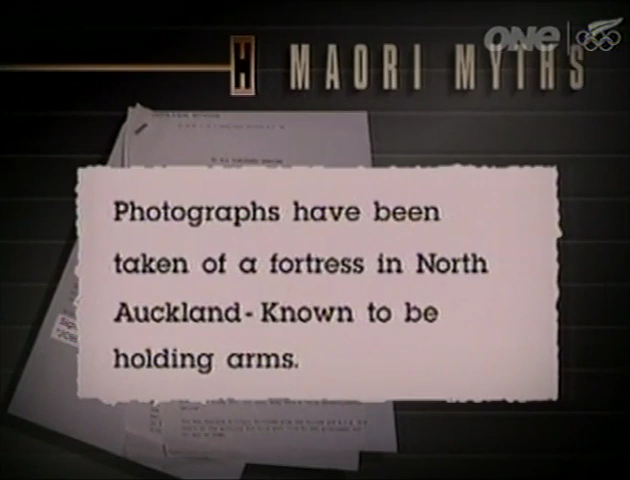 ONE
H MAORI MYTHS
Photographs have been
taken of a fortress in North
Auckland - Known to be
holding arms.